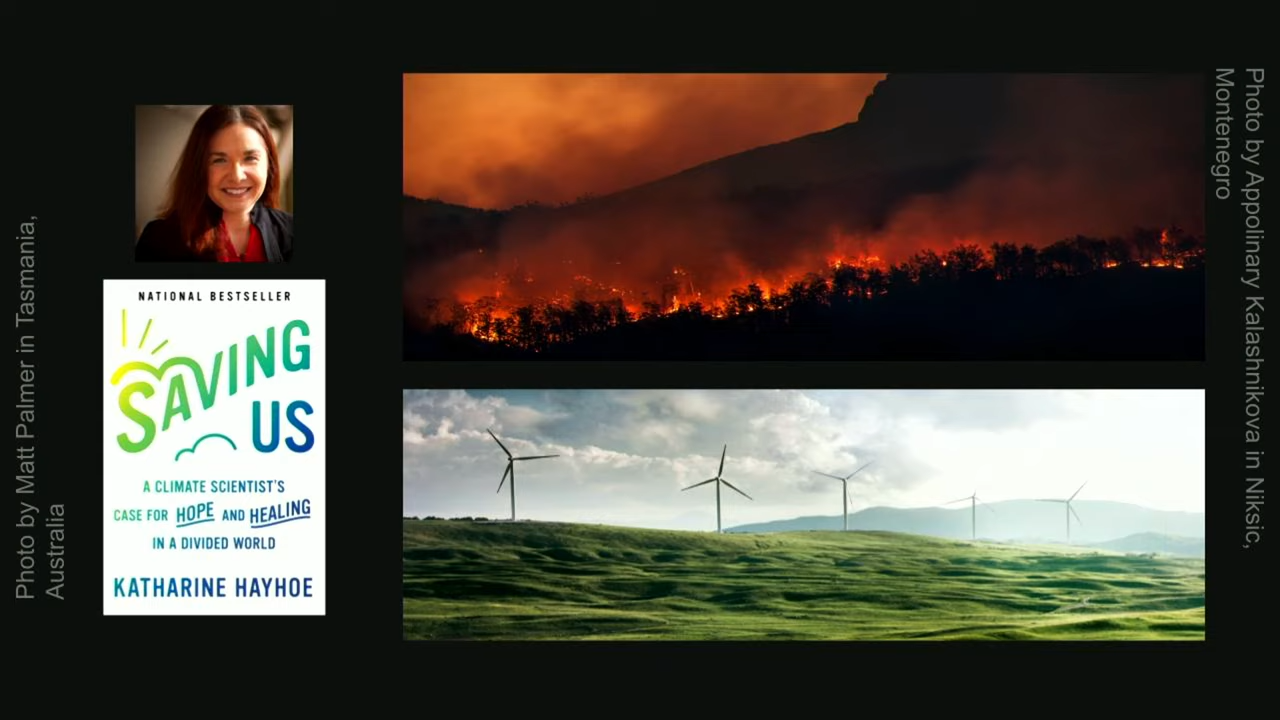 Photo by Matt Palmer in Tasmania,
Australia
NATIONAL BESTSELLER
SAVING
US
A CLIMATE SCIENTIST'S
CASE FOR HOPE AND HEALING
IN A DIVIDED WORLD
KATHARINE HAYHOE
Photo by Appolinary Kalashnikova in Niksic,
Montenegro